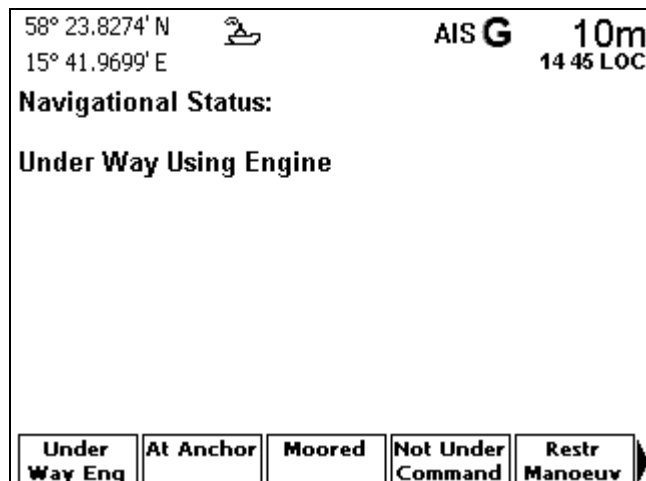 58° 23.8274' N AIS G 10m
15° 41.9699' E 14 45 LOC
Navigational Status:
Under Way Using Engine
Under Way Eng
At Anchor
Moored
Not Under Command
Restr Manoeuv